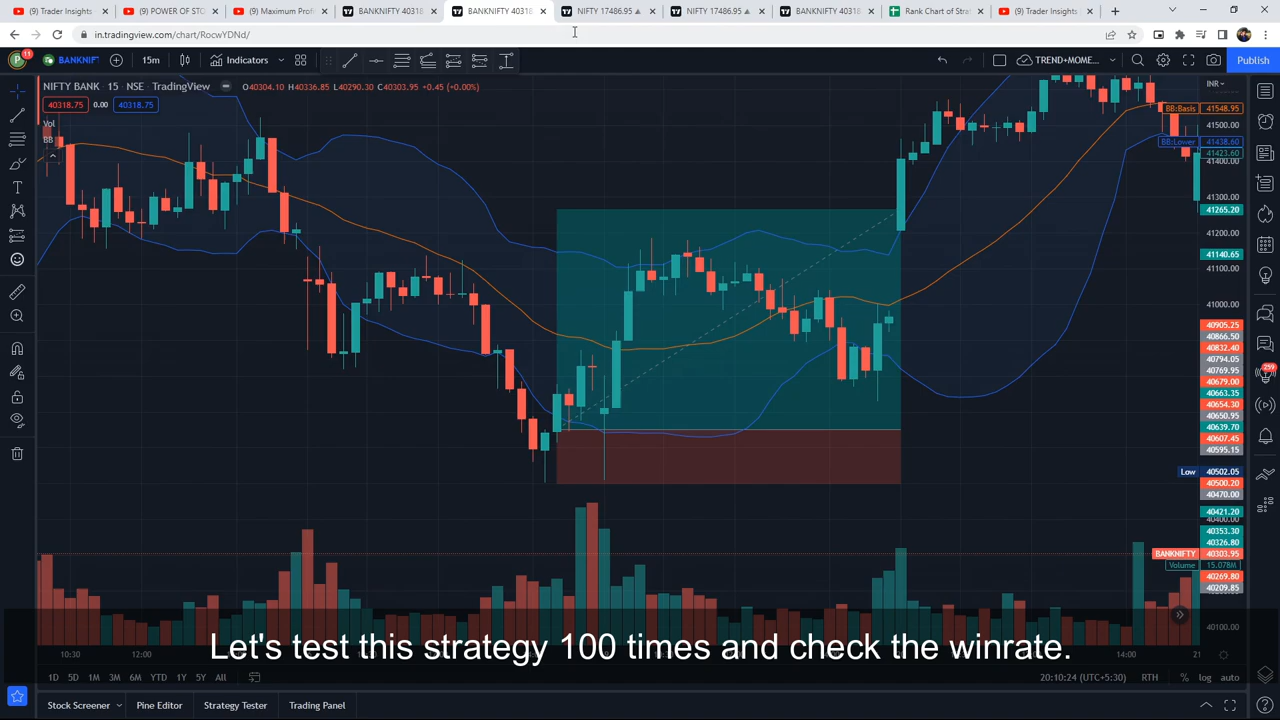 (9) Trader Insights
(9) POWER OF STO
(9) Maximum Prof
BANKNIFTY 40318
BANKNIFTY 40318
NIFTY 17486.95
NIFTY 17486.95
BANKNIFTY 40318
Rank Chart of Stra
(9) Trader Insights
in.tradingview.com/chart/RocwYDNd/
P
11
BANKNIFTY
15m
Indicators
TREND+MOME...
Publish
NIFTY BANK · 15 · NSE · TradingView
O40304.10 H40336.85 L40290.30 C40303.95 +0.45 (+0.00%)
40318.75 0.00 40318.75
Vol
BB
INR
BB:Basis 41548.95
41500.00
BB:Lower 41438.60
41423.60
41400.00
41300.00
41265.20
41200.00
41140.65
41100.00
41000.00
40905.25
40866.50
40832.40
40794.05
40769.95
40679.00
40663.35
40654.30
40650.95
40639.70
40607.45
40595.15
Low 40502.05
40500.20
40470.00
40421.20
40400.00
40353.30
40326.80
BANKNIFTY 40303.95
Volume 15.078M
40269.80
40209.85
40100.00
259
Let's test this strategy 100 times and check the winrate.
10:30
12:00
14:00
21
1D 5D 1M 3M 6M YTD 1Y 5Y All
20:10:24 (UTC+5:30)
RTH
% log auto
Stock Screener
Pine Editor
Strategy Tester
Trading Panel